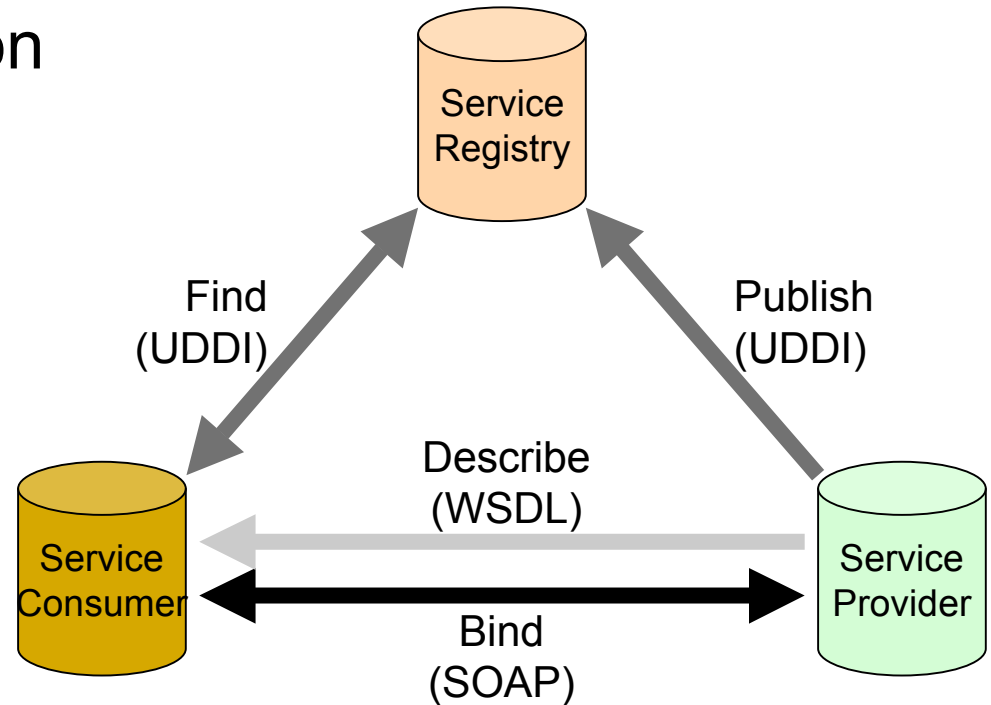 on
Service
Registry
Find
(UDDI)
Publish
(UDDI)
Describe
(WSDL)
Service
Consumer
Service
Provider
Bind
(SOAP)